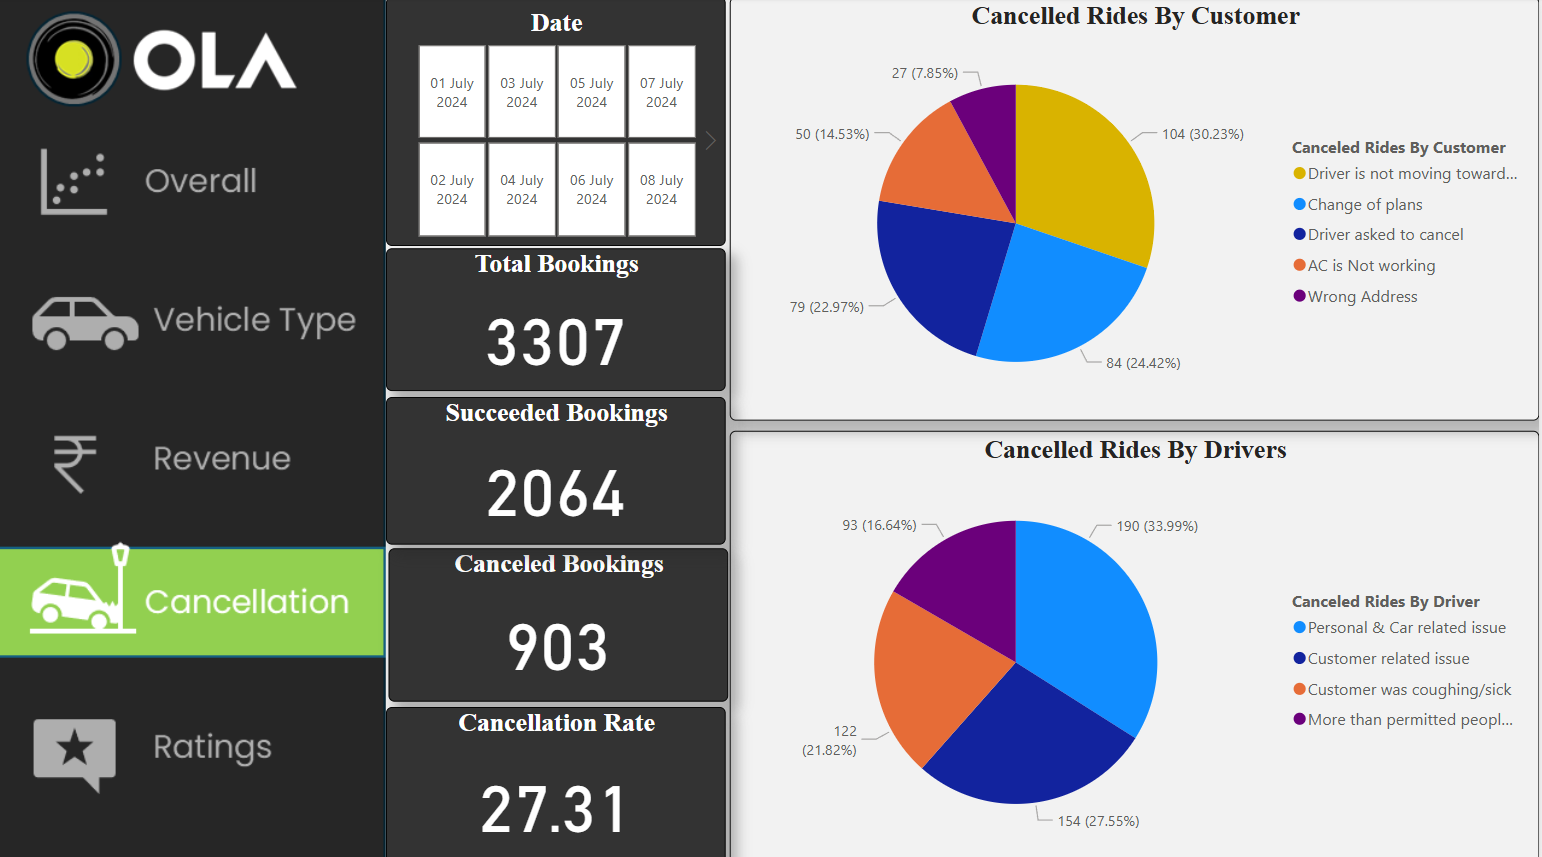 OLA
Overall
Vehicle Type
Revenue
Cancellation
Ratings
Date
01 July
2024
03 July
2024
05 July
2024
07 July
2024
02 July
2024
04 July
2024
06 July
2024
08 July
2024
Total Bookings
3307
Succeeded Bookings
2064
Canceled Bookings
903
Cancellation Rate
27.31
Cancelled Rides By Customer
27 (7.85%)
50 (14.53%)
104 (30.23%)
79 (22.97%)
84 (24.42%)
Canceled Rides By Customer
Driver is not moving toward...
Change of plans
Driver asked to cancel
AC is Not working
Wrong Address
Cancelled Rides By Drivers
93 (16.64%)
190 (33.99%)
122
(21.82%)
154 (27.55%)
Canceled Rides By Driver
Personal & Car related issue
Customer related issue
Customer was coughing/sick
More than permitted peopl...